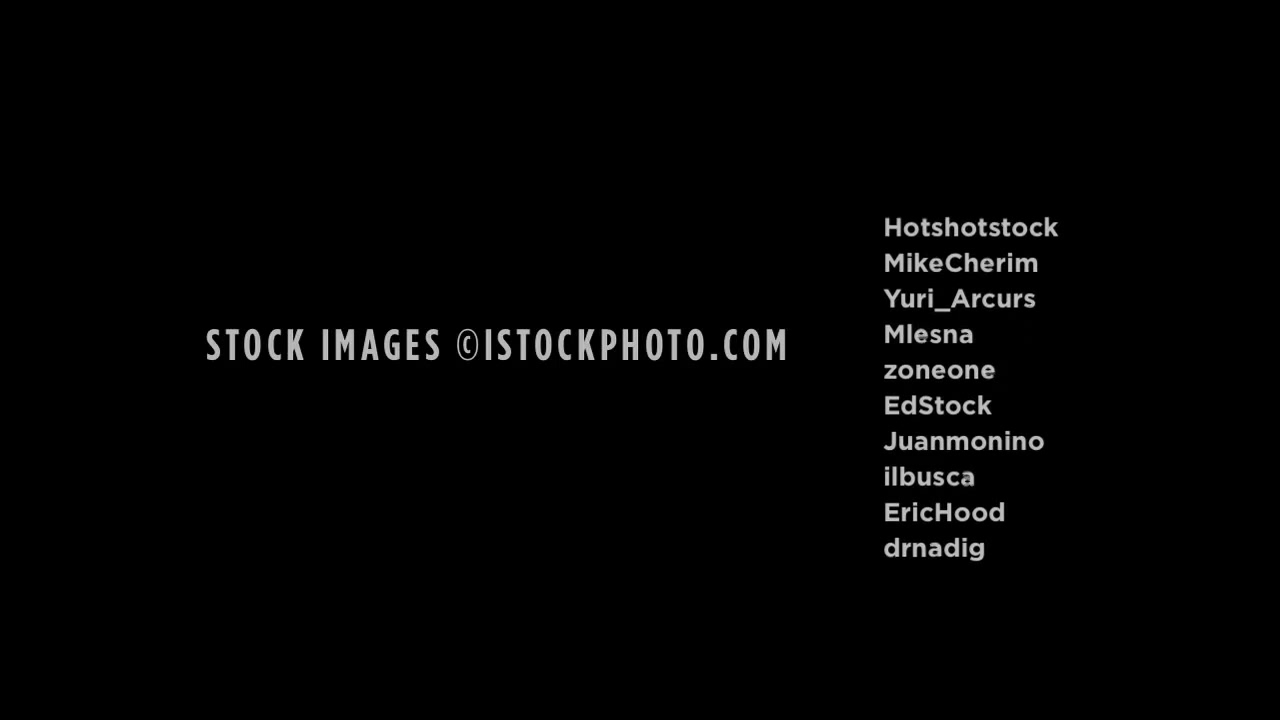 STOCK IMAGES ©ISTOCKPHOTO.COM
Hotshotstock
MikeCherim
Yuri_Arcurs
Mlesna
zoneone
EdStock
Juanmonino
ilbusca
EricHood
drnadig